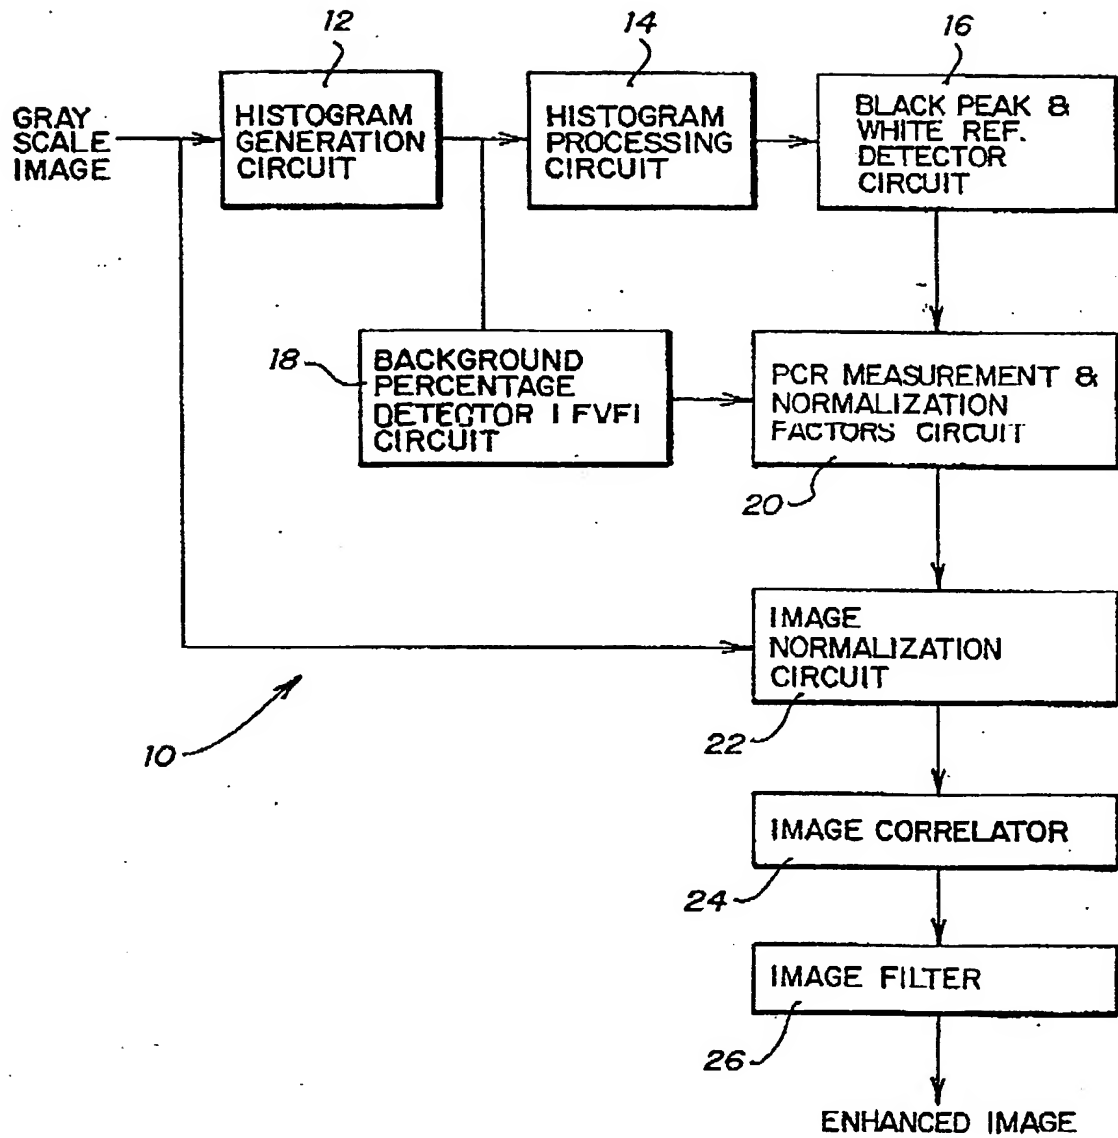 12
14
16
GRAY
SCALE
IMAGE
HISTOGRAM
GENERATION
CIRCUIT
HISTOGRAM
PROCESSING
CIRCUIT
BLACK PEAK &
WHITE REF.
DETECTOR
CIRCUIT
18
BACKGROUND
PERCENTAGE
DETECTOR
CIRCUIT
PCR MEASUREMENT &
NORMALIZATION
FACTORS CIRCUIT
20
IMAGE
NORMALIZATION
CIRCUIT
10
22
IMAGE CORRELATOR
24
IMAGE FILTER
26
ENHANCED IMAGE